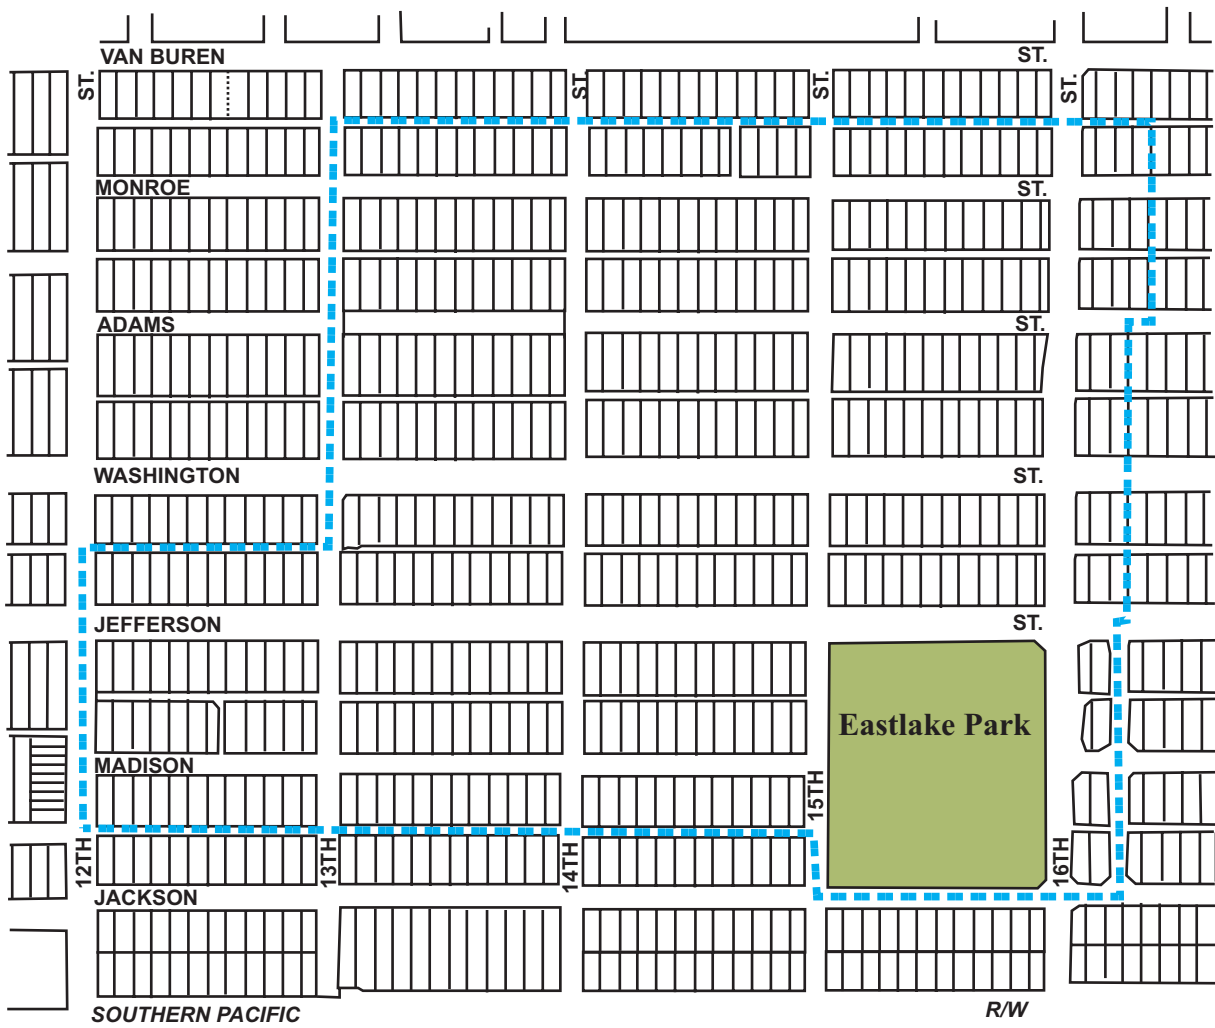 VAN BUREN ST.
ST. ST. ST. ST.
MONROE ST.
ADAMS ST.
WASHINGTON ST.
JEFFERSON ST.
Eastlake Park
MADISON
15TH
12TH 13TH 14TH 16TH
JACKSON
SOUTHERN PACIFIC R/W